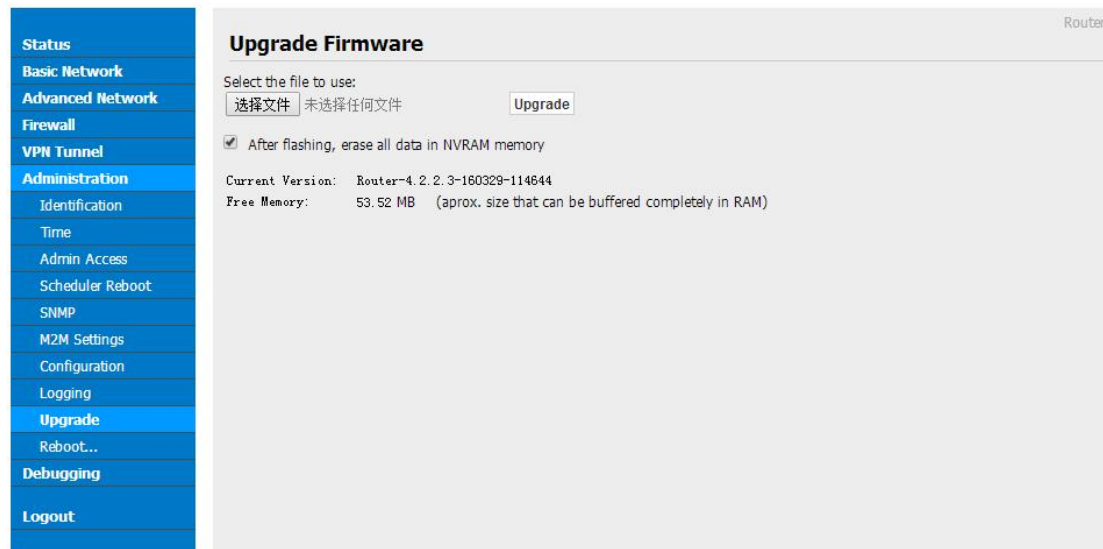 Router
Status
Basic Network
Advanced Network
Firewall
VPN Tunnel
Administration
Identification
Time
Admin Access
Scheduler Reboot
SNMP
M2M Settings
Configuration
Logging
Upgrade
Reboot...
Debugging
Logout
Upgrade Firmware
Select the file to use:
选择文件 未选择任何文件 Upgrade
After flashing, erase all data in NVRAM memory
Current Version: Router-4.2.2.3-160329-114644
Free Memory: 53.52 MB (aprox. size that can be buffered completely in RAM)